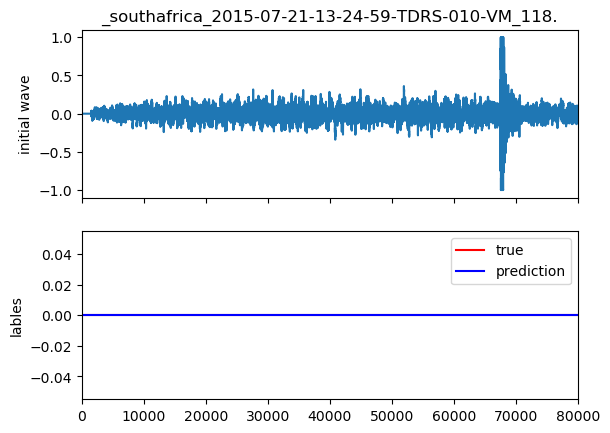 _southafrica_2015-07-21-13-24-59-TDRS-010-VM_118.
1.0
0.5
0.0
−0.5
−1.0
initial wave
0.04
0.02
0.00
−0.02
−0.04
lables
true
prediction
0 10000 20000 30000 40000 50000 60000 70000 80000